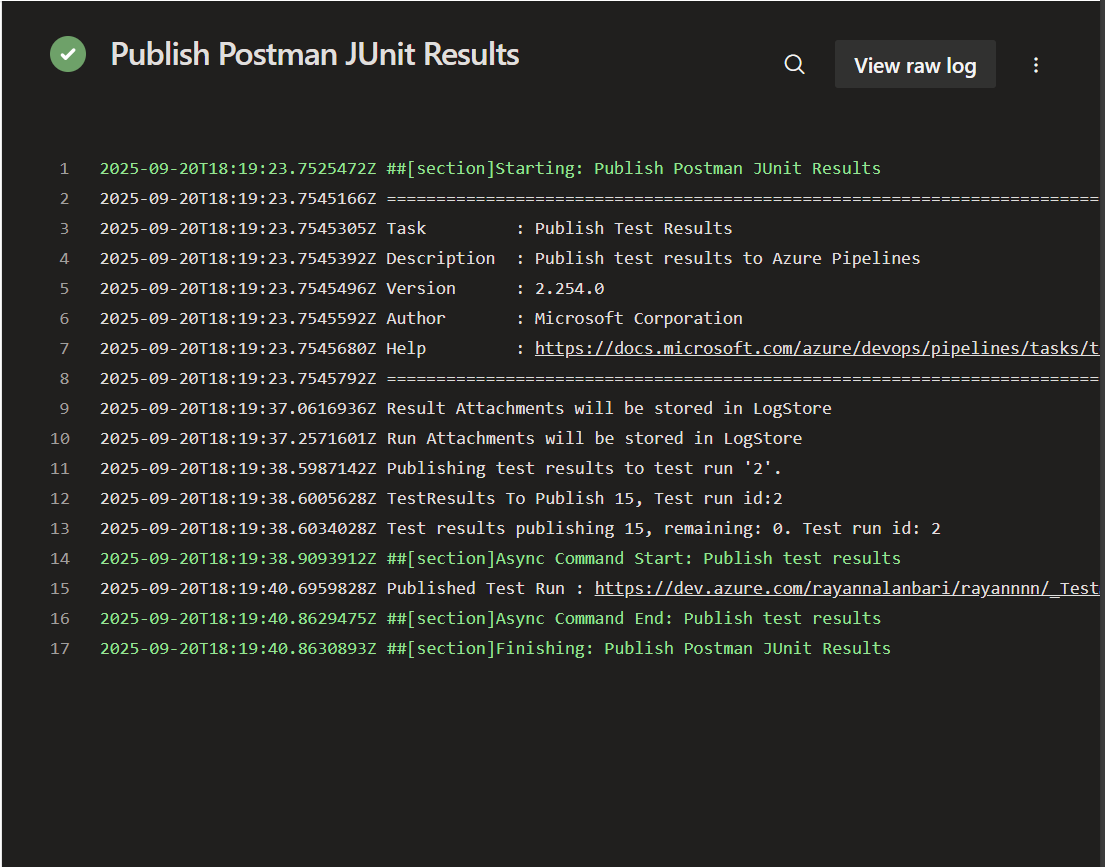 Publish Postman JUnit Results
View raw log
1 2025-09-20T18:19:23.7525472Z ##[section]Starting: Publish Postman JUnit Results
2 2025-09-20T18:19:23.7545166Z ========================================================================
3 2025-09-20T18:19:23.7545305Z Task         : Publish Test Results
4 2025-09-20T18:19:23.7545392Z Description  : Publish test results to Azure Pipelines
5 2025-09-20T18:19:23.7545496Z Version      : 2.254.0
6 2025-09-20T18:19:23.7545592Z Author       : Microsoft Corporation
7 2025-09-20T18:19:23.7545680Z Help         : https://docs.microsoft.com/azure/devops/pipelines/tasks/t
8 2025-09-20T18:19:23.7545792Z ========================================================================
9 2025-09-20T18:19:37.0616936Z Result Attachments will be stored in LogStore
10 2025-09-20T18:19:37.2571601Z Run Attachments will be stored in LogStore
11 2025-09-20T18:19:38.5987142Z Publishing test results to test run '2'.
12 2025-09-20T18:19:38.6005628Z TestResults To Publish 15, Test run id:2
13 2025-09-20T18:19:38.6034028Z Test results publishing 15, remaining: 0. Test run id: 2
14 2025-09-20T18:19:38.9093912Z ##[section]Async Command Start: Publish test results
15 2025-09-20T18:19:40.6959828Z Published Test Run : https://dev.azure.com/rayannalanbari/rayannnn/_Test
16 2025-09-20T18:19:40.8629475Z ##[section]Async Command End: Publish test results
17 2025-09-20T18:19:40.8630893Z ##[section]Finishing: Publish Postman JUnit Results